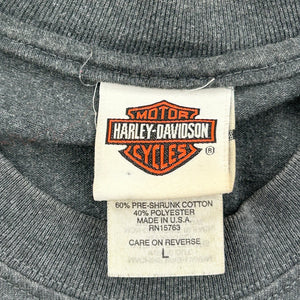 MOTOR
HARLEY-DAVIDSON
CYCLES
®
60% PRE-SHRUNK COTTON
40% POLYESTER
MADE IN U.S.A.
RN15763
CARE ON REVERSE
L